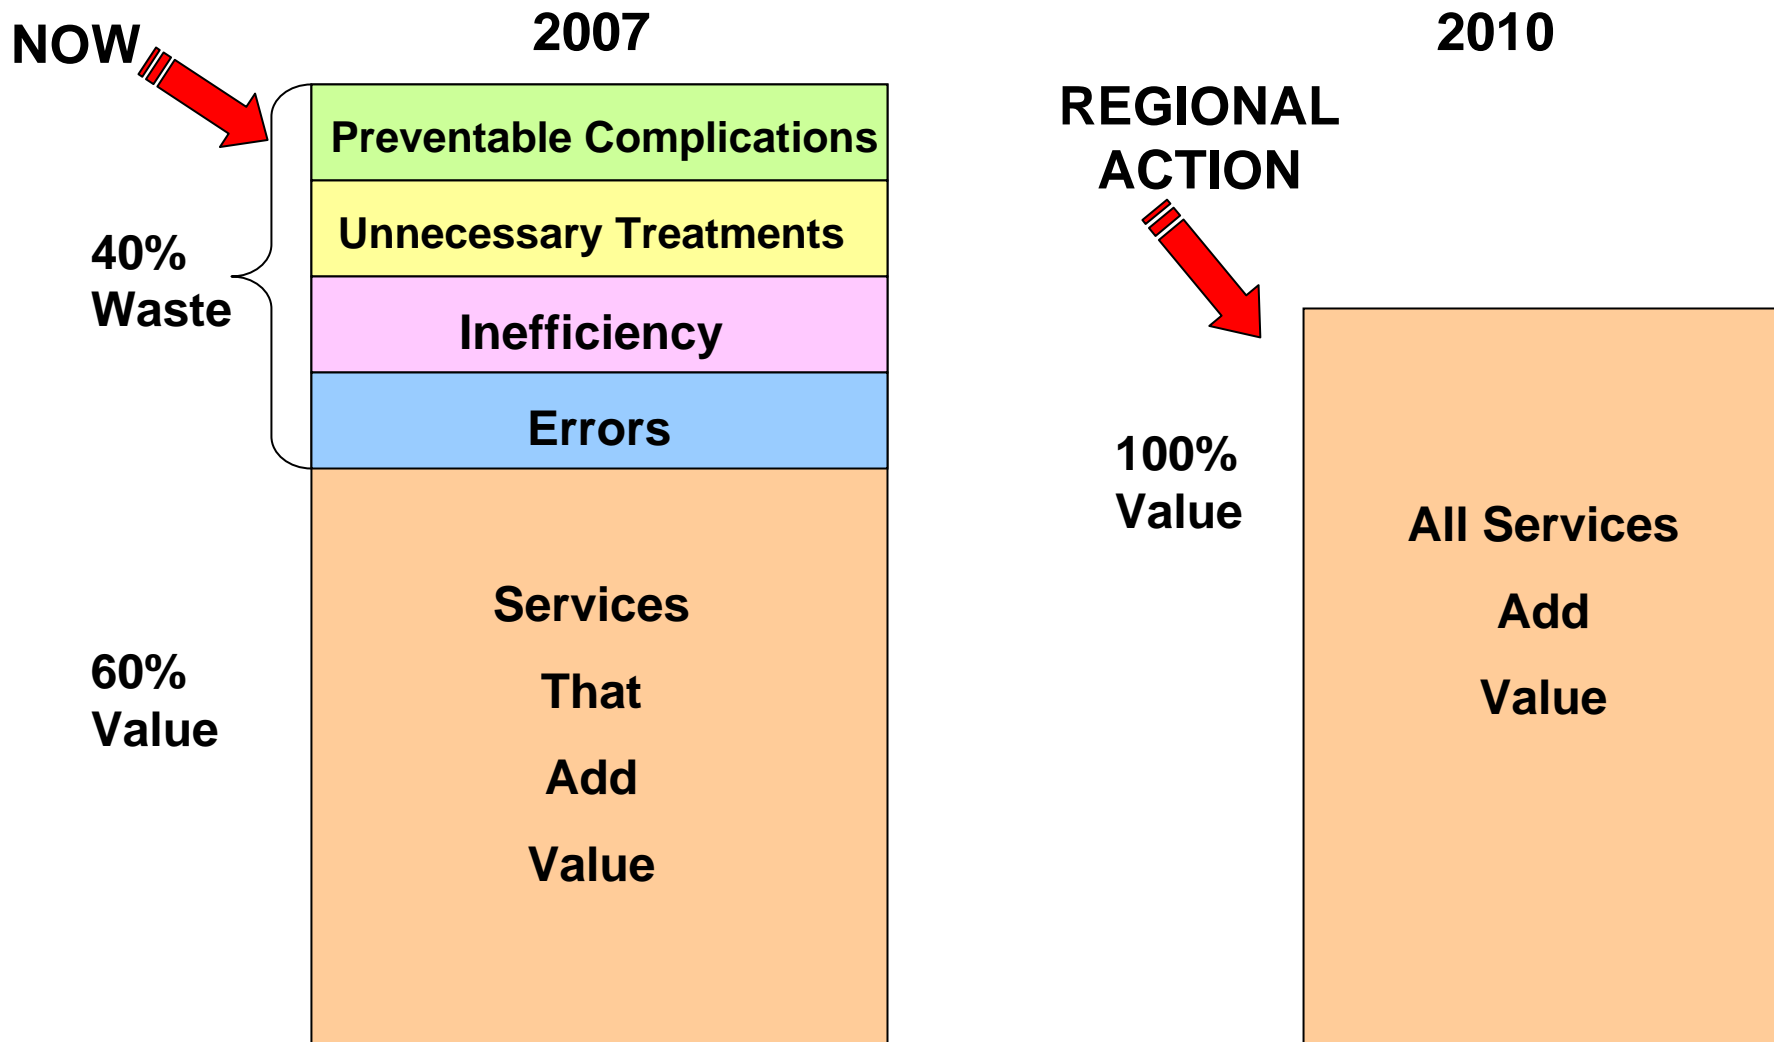 NOW
2007
Preventable Complications
Unnecessary Treatments
40%
Waste
Inefficiency
Errors
60%
Value
Services
That
Add
Value
2010
REGIONAL
ACTION
100%
Value
All Services
Add
Value